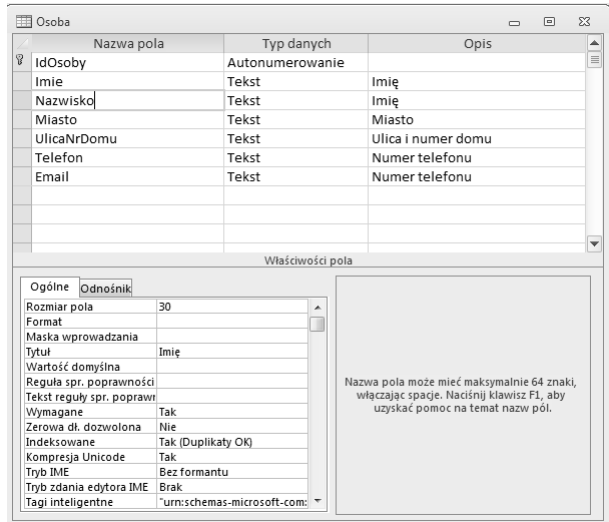 Osoba
Nazwa pola Typ danych Opis
IdOsoby Autonumerowanie
Imie Tekst Imię
Nazwisko Tekst Imię
Miasto Tekst Miasto
UlicaNrDomu Tekst Ulica i numer domu
Telefon Tekst Numer telefonu
Email Tekst Numer telefonu
Właściwości pola
Ogólne Odnośnik
Rozmiar pola 30
Format
Maska wprowadzania
Tytuł Imię
Wartość domyślna
Reguła spr. poprawności
Tekst reguły spr. poprawn
Wymagane Tak
Zerowa dł. dozwolona Nie
Indeksowane Tak (Duplikaty OK)
Kompresja Unicode Tak
Tryb IME Bez formantu
Tryb zdania edytora IME Brak
Tagi inteligentne "urn:schemas-microsoft-com:
Nazwa pola może mieć maksymalnie 64 znaki,
włączając spacje. Naciśnij klawisz F1, aby
uzyskać pomoc na temat nazw pól.